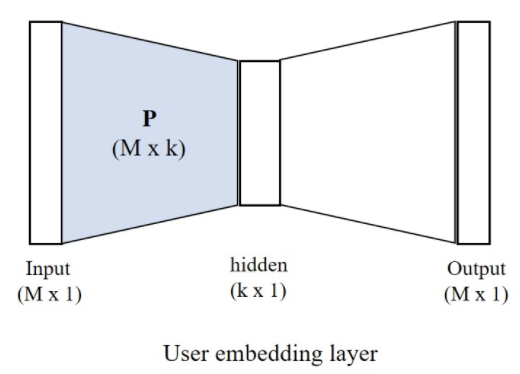 P
(M x k)
Input
(M x 1)
hidden
(k x 1)
Output
(M x 1)
User embedding layer